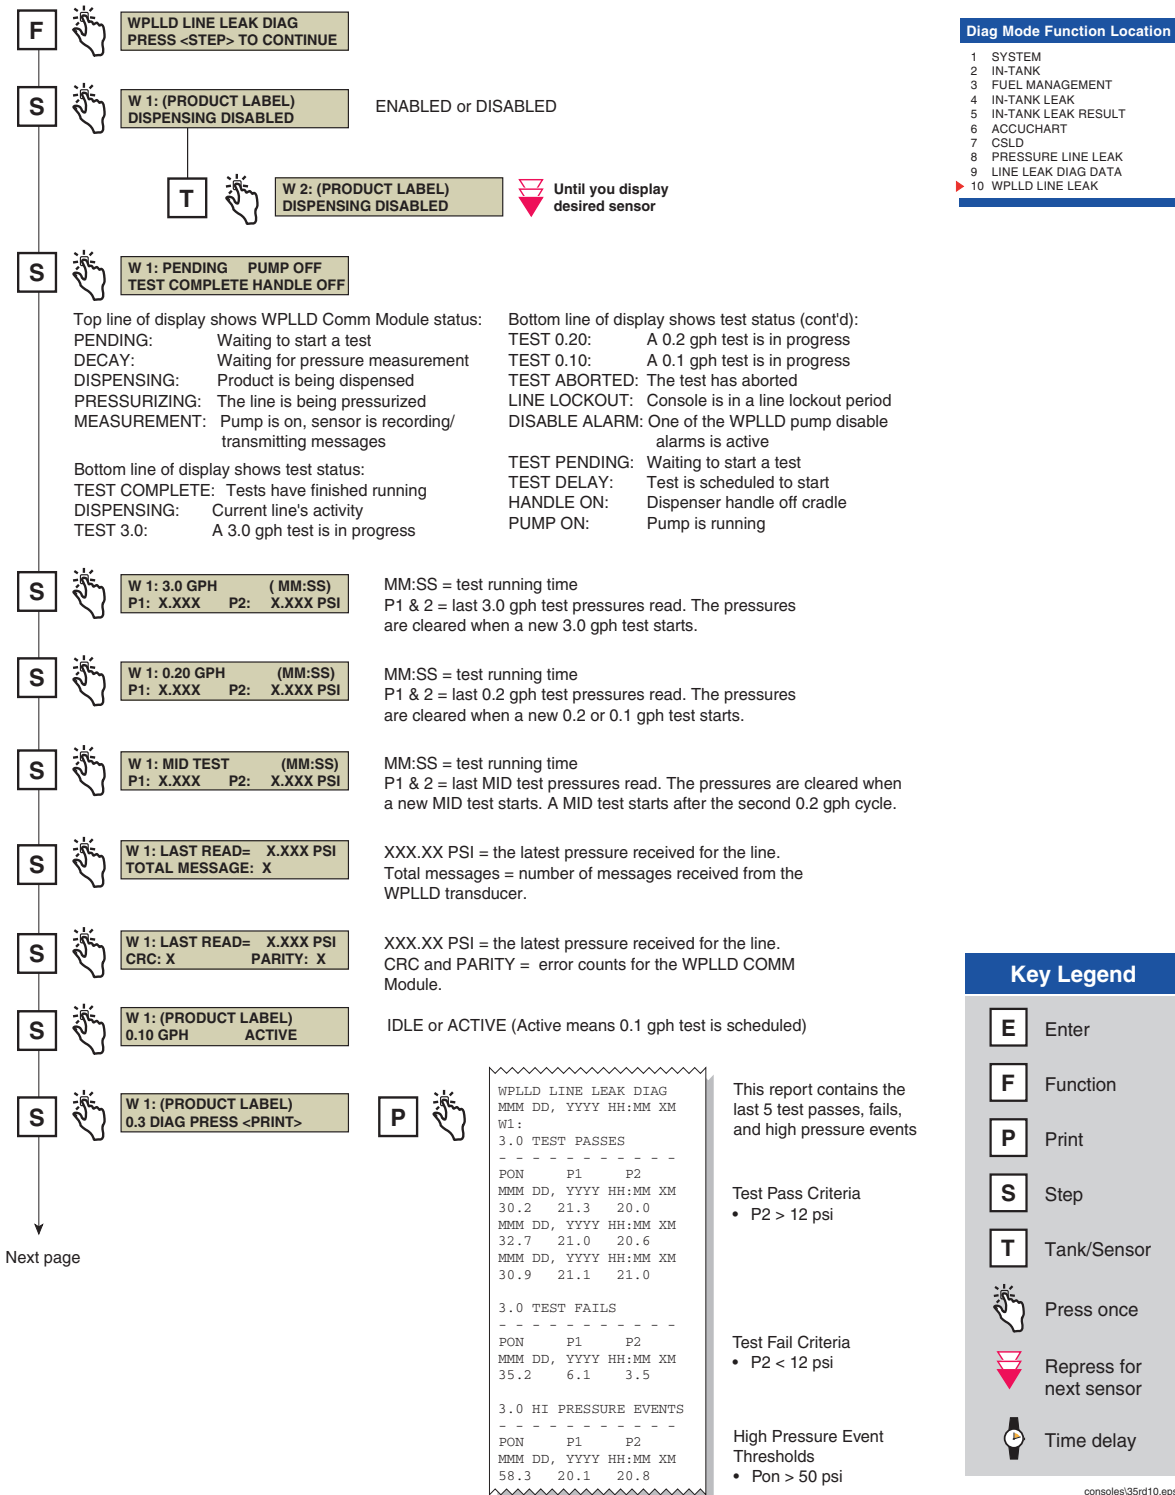 F
WPLLD LINE LEAK DIAG
PRESS <STEP> TO CONTINUE
Diag Mode Function Location
1 SYSTEM
2 IN-TANK
3 FUEL MANAGEMENT
4 IN-TANK LEAK
5 IN-TANK LEAK RESULT
6 ACCUCHART
7 CSLD
8 PRESSURE LINE LEAK
9 LINE LEAK DIAG DATA
10 WPLLD LINE LEAK
S
W 1: (PRODUCT LABEL)
DISPENSING DISABLED
ENABLED or DISABLED
T
W 2: (PRODUCT LABEL)
DISPENSING DISABLED
Until you display
desired sensor
S
W 1: PENDING PUMP OFF
TEST COMPLETE HANDLE OFF
Top line of display shows WPLLD Comm Module status:
PENDING: Waiting to start a test
DECAY: Waiting for pressure measurement
DISPENSING: Product is being dispensed
PRESSURIZING: The line is being pressurized
MEASUREMENT: Pump is on, sensor is recording/
transmitting messages
Bottom line of display shows test status:
TEST COMPLETE: Tests have finished running
DISPENSING: Current line's activity
TEST 3.0: A 3.0 gph test is in progress
Bottom line of display shows test status (cont'd):
TEST 0.20: A 0.2 gph test is in progress
TEST 0.10: A 0.1 gph test is in progress
TEST ABORTED: The test has aborted
LINE LOCKOUT: Console is in a line lockout period
DISABLE ALARM: One of the WPLLD pump disable
alarms is active
TEST PENDING: Waiting to start a test
TEST DELAY: Test is scheduled to start
HANDLE ON: Dispenser handle off cradle
PUMP ON: Pump is running
S
W 1: 3.0 GPH ( MM:SS)
P1: X.XXX P2: X.XXX PSI
MM:SS = test running time
P1 & 2 = last 3.0 gph test pressures read. The pressures
are cleared when a new 3.0 gph test starts.
S
W 1: 0.20 GPH (MM:SS)
P1: X.XXX P2: X.XXX PSI
MM:SS = test running time
P1 & 2 = last 0.2 gph test pressures read. The pressures
are cleared when a new 0.2 or 0.1 gph test starts.
S
W 1: MID TEST (MM:SS)
P1: X.XXX P2: X.XXX PSI
MM:SS = test running time
P1 & 2 = last MID test pressures read. The pressures are cleared when
a new MID test starts. A MID test starts after the second 0.2 gph cycle.
S
W 1: LAST READ= X.XXX PSI
TOTAL MESSAGE: X
XXX.XX PSI = the latest pressure received for the line.
Total messages = number of messages received from the
WPLLD transducer.
S
W 1: LAST READ= X.XXX PSI
CRC: X PARITY: X
XXX.XX PSI = the latest pressure received for the line.
CRC and PARITY = error counts for the WPLLD COMM
Module.
S
W 1: (PRODUCT LABEL)
0.10 GPH ACTIVE
IDLE or ACTIVE (Active means 0.1 gph test is scheduled)
S
W 1: (PRODUCT LABEL)
0.3 DIAG PRESS <PRINT>
P
Next page
WPLLD LINE LEAK DIAG
MMM DD, YYYY HH:MM XM
W1:
3.0 TEST PASSES
- - - - - - - - - - -
PON P1 P2
MMM DD, YYYY HH:MM XM
30.2 21.3 20.0
MMM DD, YYYY HH:MM XM
32.7 21.0 20.6
MMM DD, YYYY HH:MM XM
30.9 21.1 21.0
3.0 TEST FAILS
- - - - - - - - - - -
PON P1 P2
MMM DD, YYYY HH:MM XM
35.2 6.1 3.5
3.0 HI PRESSURE EVENTS
- - - - - - - - - - -
PON P1 P2
MMM DD, YYYY HH:MM XM
58.3 20.1 20.8
This report contains the
last 5 test passes, fails,
and high pressure events
Test Pass Criteria
• P2 > 12 psi
Test Fail Criteria
• P2 < 12 psi
High Pressure Event
Thresholds
• Pon > 50 psi
Key Legend
E Enter
F Function
P Print
S Step
T Tank/Sensor
Press once
Repress for
next sensor
Time delay
consoles\35rd10.eps